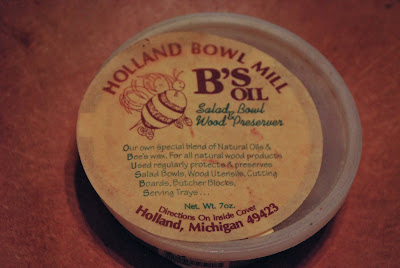 HOLLAND BOWL MILL
B'S
OIL
Salad Bowl
&
Wood Preserver
Our own special blend of Natural Oils &
Bee's wax. For all natural wood products
Used regularly protects & preserves
Salad Bowls, Wood Utensils, Cutting
Boards, Butcher Blocks,
Serving Trays . . .
Net. Wt. 7oz.
Directions On Inside Cover
Holland, Michigan 49423